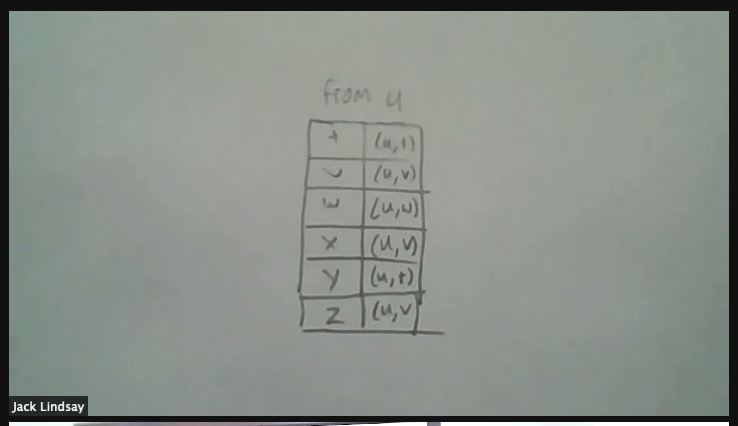 from u
t (u,t)
v (u,v)
w (u,w)
x (u,v)
y (u,t)
z (u,v
Jack Lindsay